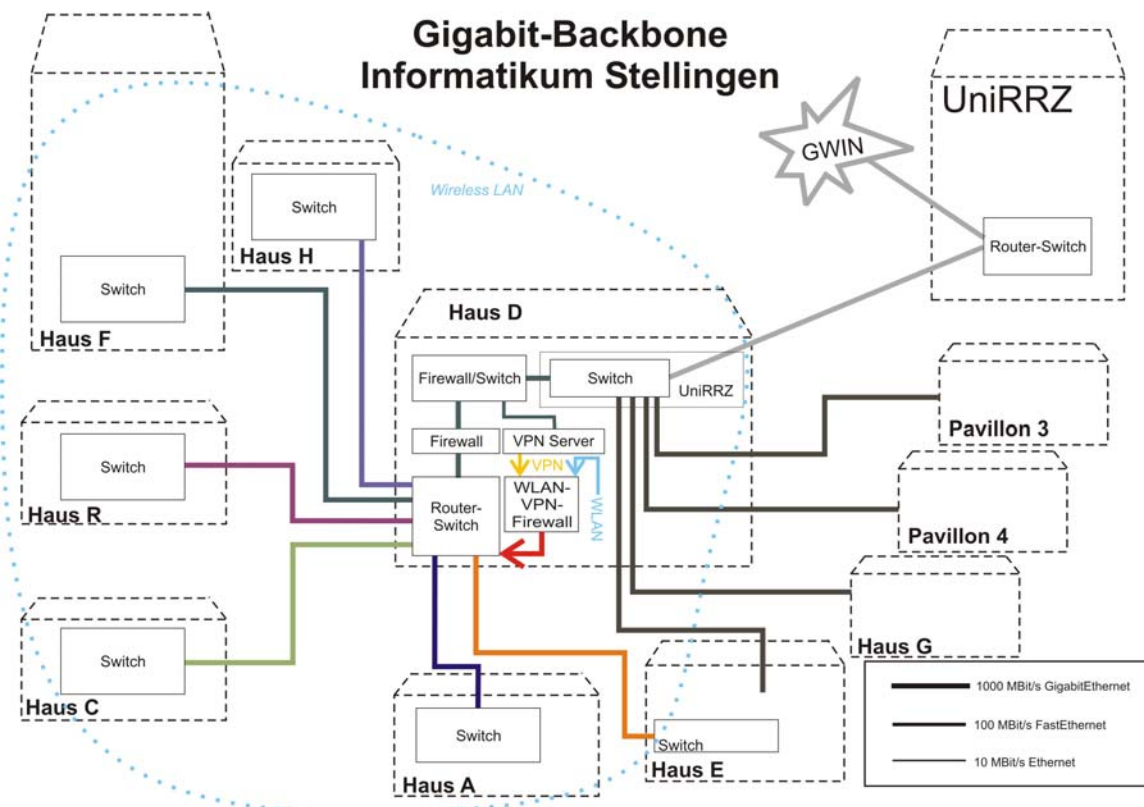 Gigabit-Backbone
Informatikum Stellingen
UniRRZ
GWIN
Wireless LAN
Switch
Haus H
Router-Switch
Switch
Haus F
Haus D
Firewall/Switch
Switch
UniRRZ
Firewall
VPN Server
VPN
Pavillon 3
Switch
Haus R
Router-
Switch
WLAN-
VPN-
Firewall
WLAN
Pavillon 4
Switch
Haus C
Haus G
Switch
Haus A
Switch
Haus E
1000 MBit/s GigabitEthernet
100 MBit/s FastEthernet
10 MBit/s Ethernet